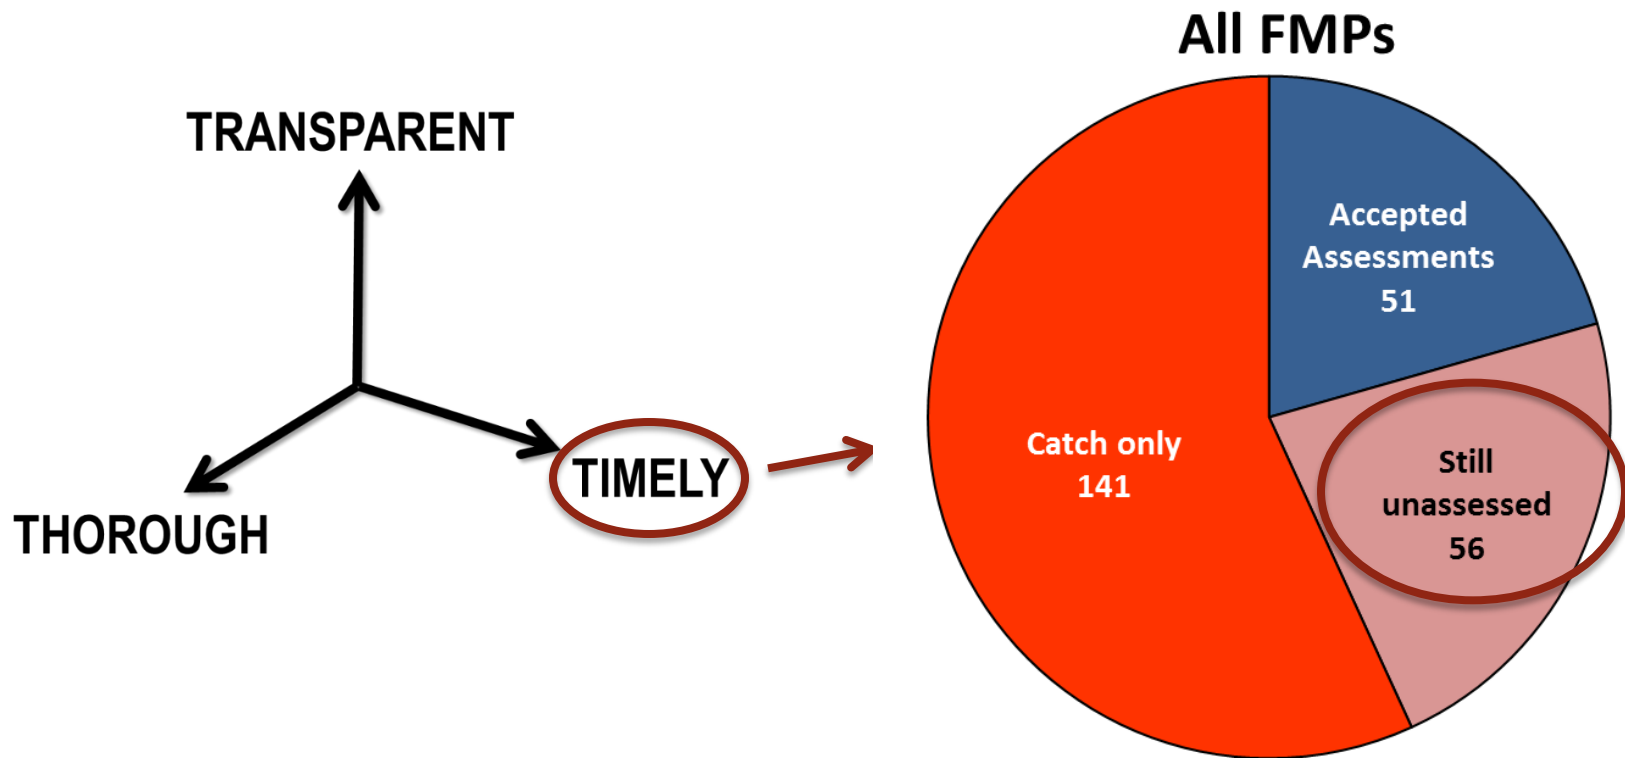 TRANSPARENT
THOROUGH
TIMELY
All FMPs
Accepted
Assessments
51
Catch only
141
Still
unassessed
56